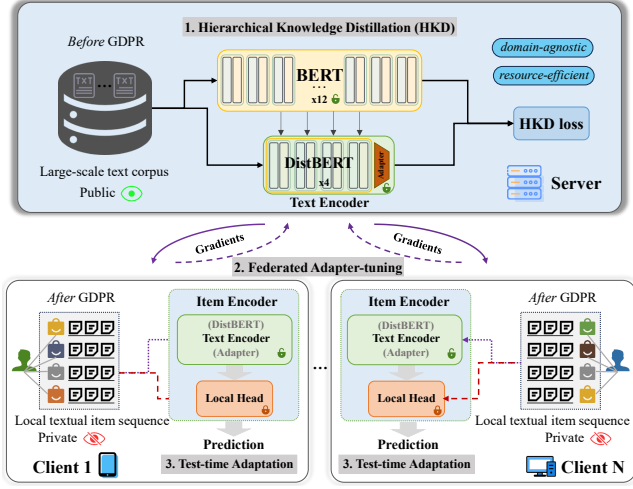 1. Hierarchical Knowledge Distillation (HKD)
Before GDPR
TXT ... TXT
Large-scale text corpus
Public
BERT
...
x12
DistBERT
x4
Adapter
Text Encoder
domain-agnostic
resource-efficient
HKD loss
Server
Gradients
Gradients
2. Federated Adapter-tuning
After GDPR
Local textual item sequence
Private
Client 1
Item Encoder
(DistBERT)
Text Encoder
(Adapter)
Local Head
Prediction
3. Test-time Adaptation
...
Item Encoder
(DistBERT)
Text Encoder
(Adapter)
Local Head
Prediction
3. Test-time Adaptation
After GDPR
Local textual item sequence
Private
Client N